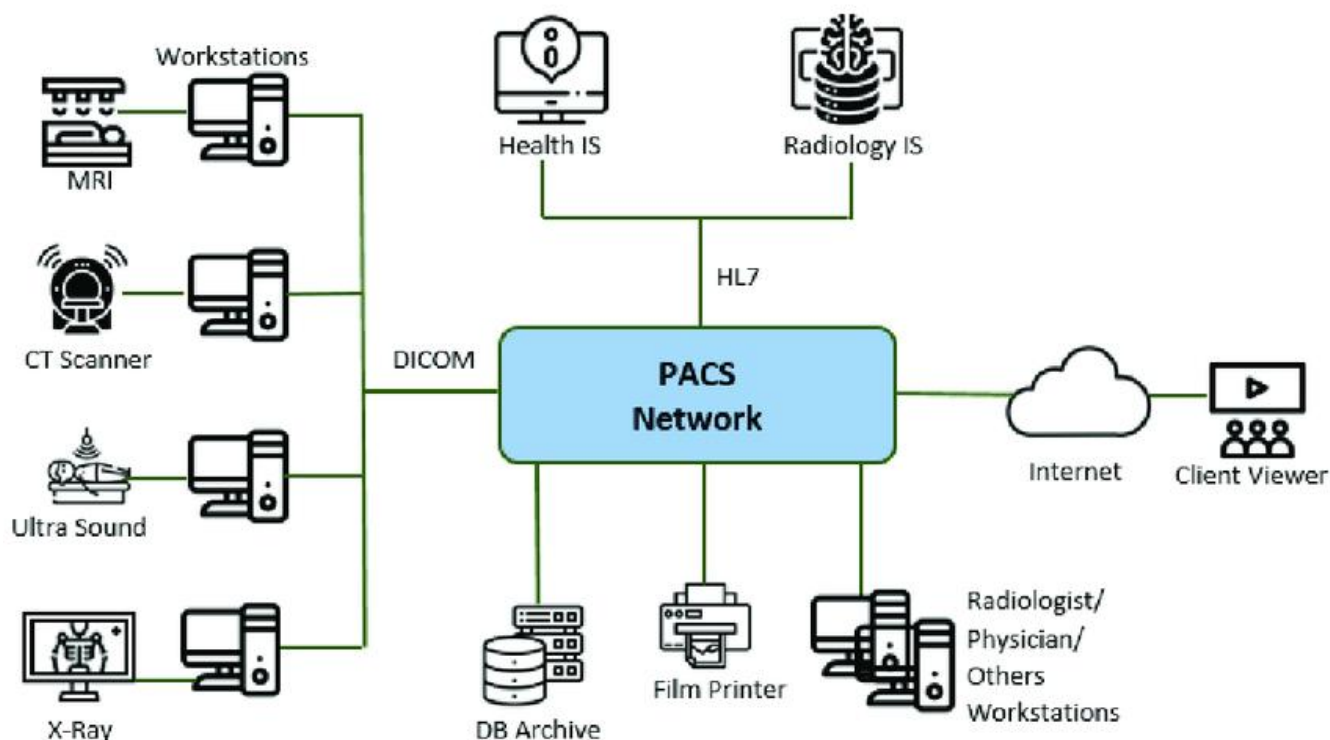 Workstations
MRI
Health IS
Radiology IS
HL7
CT Scanner
DICOM
PACS
Network
Internet
Client Viewer
Ultra Sound
Radiologist/
Physician/
Others
Workstations
Film Printer
X-Ray
DB Archive